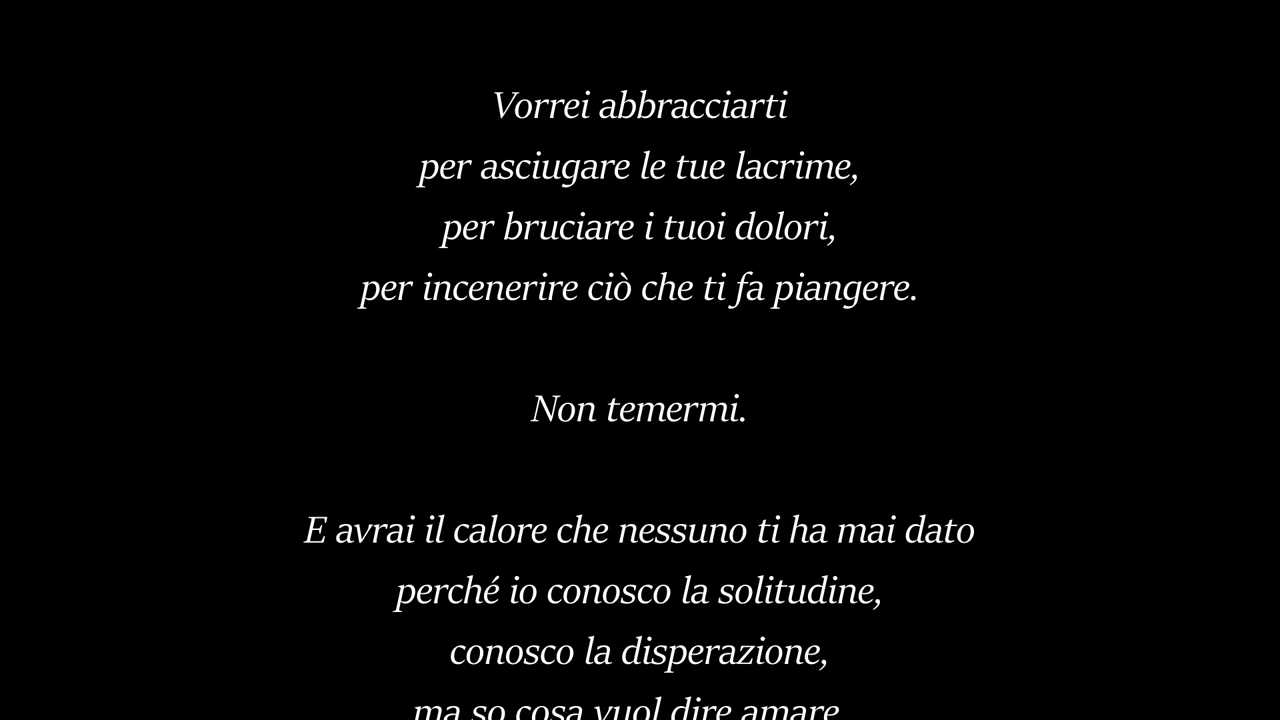 Vorrei abbracciarti
per asciugare le tue lacrime,
per bruciare i tuoi dolori,
per incenerire ciò che ti fa piangere.
Non temermi.
E avrai il calore che nessuno ti ha mai dato
perché io conosco la solitudine,
conosco la disperazione,
ma so cosa vuol dire amare